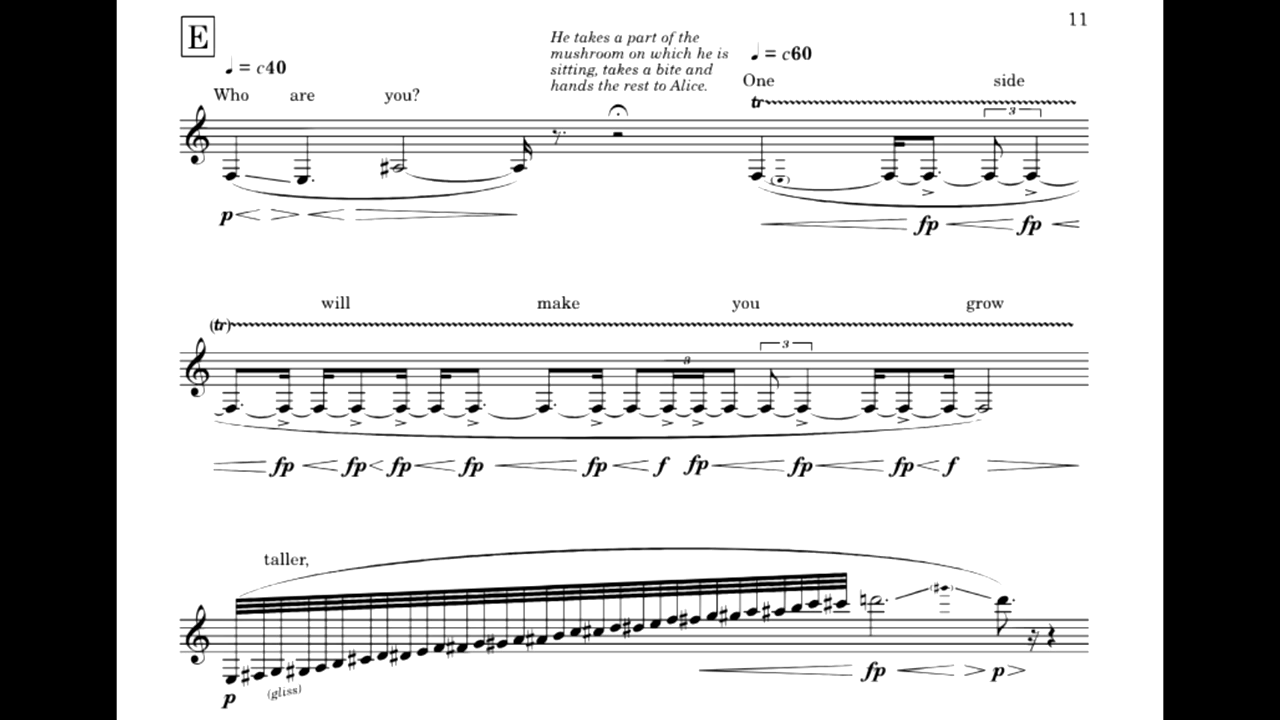 11
E
♩ = c40
He takes a part of the
mushroom on which he is
sitting, takes a bite and
hands the rest to Alice.
♩ = c60
Who are you?
One side
tr
3
p
fp fp
will make you grow
(tr)
3 3
fp fp fp fp fp f fp fp fp f
taller,
p
(gliss)
fp p